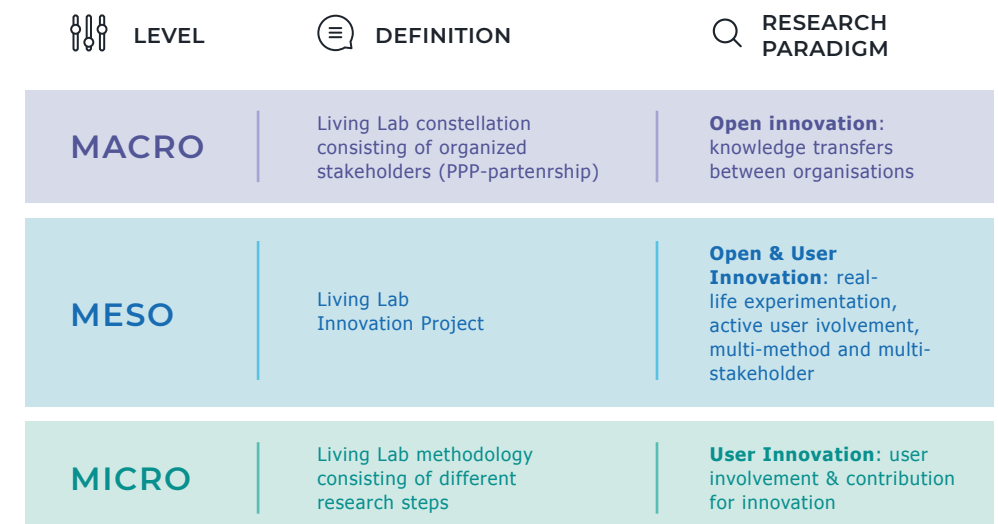 LEVEL
DEFINITION
RESEARCH
PARADIGM
MACRO
Living Lab constellation
consisting of organized
stakeholders (PPP-partenrship)
Open innovation:
knowledge transfers
between organisations
MESO
Living Lab
Innovation Project
Open & User
Innovation: real-
life experimentation,
active user ivolvement,
multi-method and multi-
stakeholder
MICRO
Living Lab methodology
consisting of different
research steps
User Innovation: user
involvement & contribution
for innovation